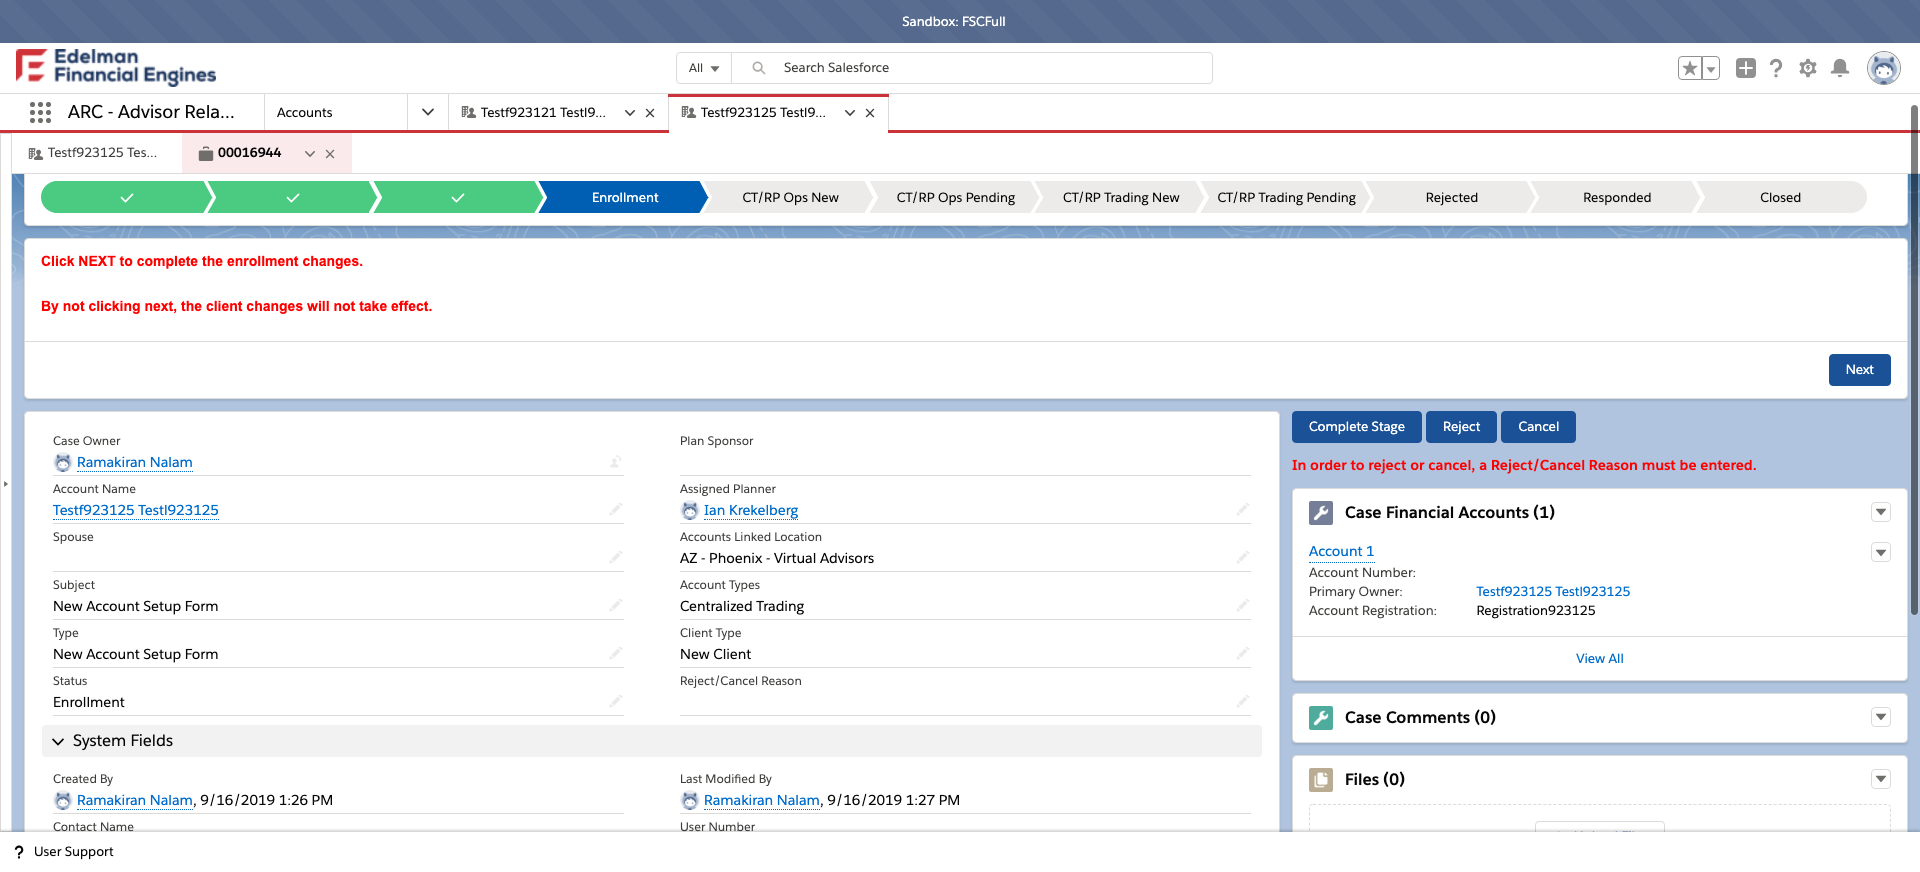 Sandbox: FSCFull
Edelman
Financial Engines
All
Search Salesforce
ARC - Advisor Rela...
Accounts
Testf923121 Testl9...
Testf923125 Testl9...
Testf923125 Tes...
00016944
Enrollment
CT/RP Ops New
CT/RP Ops Pending
CT/RP Trading New
CT/RP Trading Pending
Rejected
Responded
Closed
Click NEXT to complete the enrollment changes.
By not clicking next, the client changes will not take effect.
Next
Case Owner
Ramakiran Nalam
Plan Sponsor
Account Name
Testf923125 Testl923125
Assigned Planner
Ian Krekelberg
Spouse
Accounts Linked Location
AZ - Phoenix - Virtual Advisors
Subject
New Account Setup Form
Account Types
Centralized Trading
Type
New Account Setup Form
Client Type
New Client
Status
Enrollment
Reject/Cancel Reason
System Fields
Created By
Ramakiran Nalam, 9/16/2019 1:26 PM
Last Modified By
Ramakiran Nalam, 9/16/2019 1:27 PM
Contact Name
User Number
Complete Stage
Reject
Cancel
In order to reject or cancel, a Reject/Cancel Reason must be entered.
Case Financial Accounts (1)
Account 1
Account Number:
Primary Owner: Testf923125 Testl923125
Account Registration: Registration923125
View All
Case Comments (0)
Files (0)
? User Support